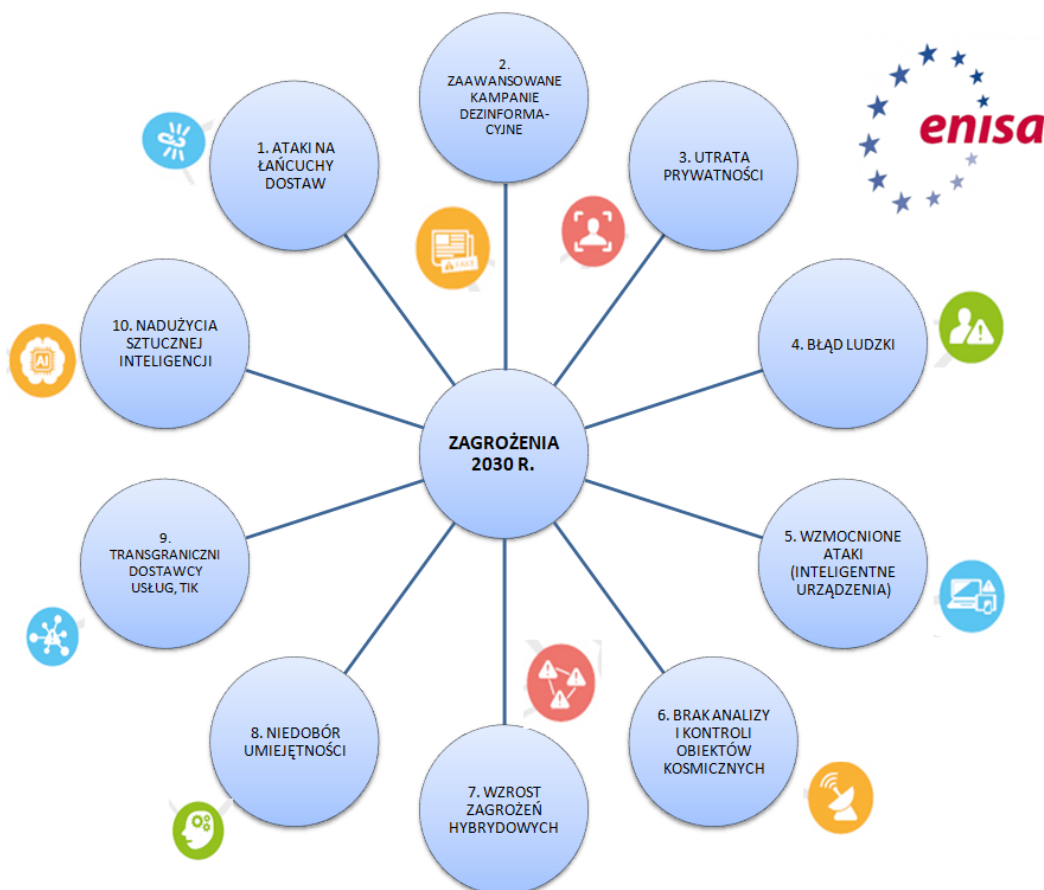 2.
ZAAWANSOWANE
KAMPANIE
DEZINFORMA-
CYJNE
enisa
1. ATAKI NA
ŁAŃCUCHY
DOSTAW
3. UTRATA
PRYWATNOŚCI
FAKE
10. NADUŻYCIA
SZTUCZNEJ
INTELIGENCJI
AI
4. BŁĄD LUDZKI
ZAGROŻENIA
2030 R.
9.
TRANSGRANICZNI
DOSTAWCY
USŁUG, TIK
5. WZMOCNIONE
ATAKI
(INTELIGENTNE
URZĄDZENIA)
8. NIEDOBÓR
UMIEJĘTNOŚCI
6. BRAK ANALIZY
I KONTROLI
OBIEKTÓW
KOSMICZNYCH
7. WZROST
ZAGROŻEŃ
HYBRYDOWYCH